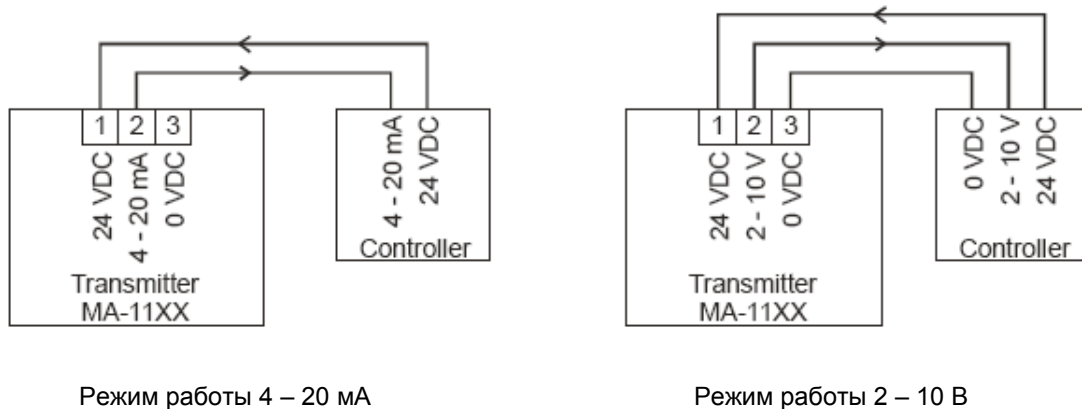 1 2 3
24 VDC
4 - 20 mA
0 VDC
Transmitter
MA-11XX
4 - 20 mA
24 VDC
Controller
1 2 3
24 VDC
2 - 10 V
0 VDC
Transmitter
MA-11XX
0 VDC
2 - 10 V
24 VDC
Controller
Режим работы 4 – 20 мА
Режим работы 2 – 10 В